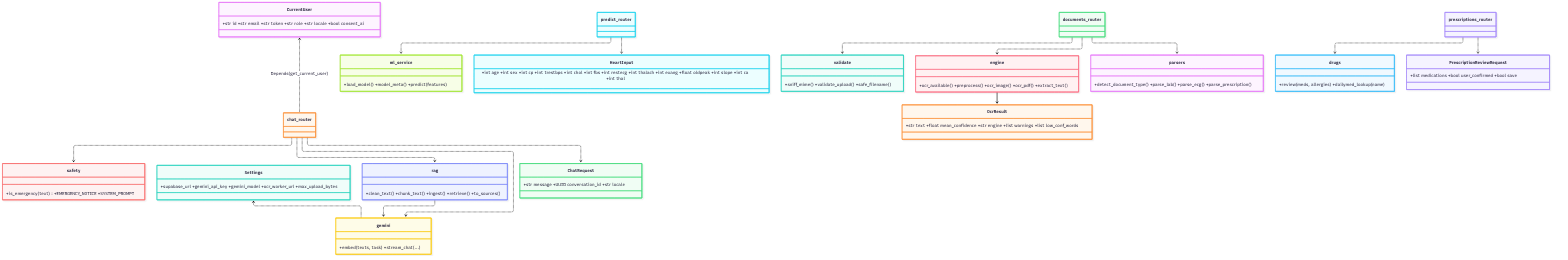 CurrentUser
+str id +str email +str token +str role +str locale +bool consent_ai
predict_router
documents_router
prescriptions_router
Depends(get_current_user)
ml_service
+load_model() +model_meta() +predict(features)
HeartInput
+int age +int sex +int cp +int trestbps +int chol +int fbs +int restecg +int thalach +int exang +float oldpeak +int slope +int ca
+int thal
validate
+sniff_mime() +validate_upload() +safe_filename()
engine
+ocr_available() +preprocess() +ocr_image() +ocr_pdf() +extract_text()
parsers
+detect_document_type() +parse_lab() +parse_ecg() +parse_prescription()
drugs
+review(meds, allergies) +dailymed_lookup(name)
PrescriptionReviewRequest
+list medications +bool user_confirmed +bool save
chat_router
OcrResult
+str text +float mean_confidence +str engine +list warnings +list low_conf_words
safety
+is_emergency(text) : +EMERGENCY_NOTICE +SYSTEM_PROMPT
Settings
+supabase_url +gemini_api_key +gemini_model +ocr_worker_url +max_upload_bytes
rag
+clean_text() +chunk_text() +ingest() +retrieve() +to_sources()
ChatRequest
+str message +UUID conversation_id +str locale
gemini
+embed(texts, task) +stream_chat(...)